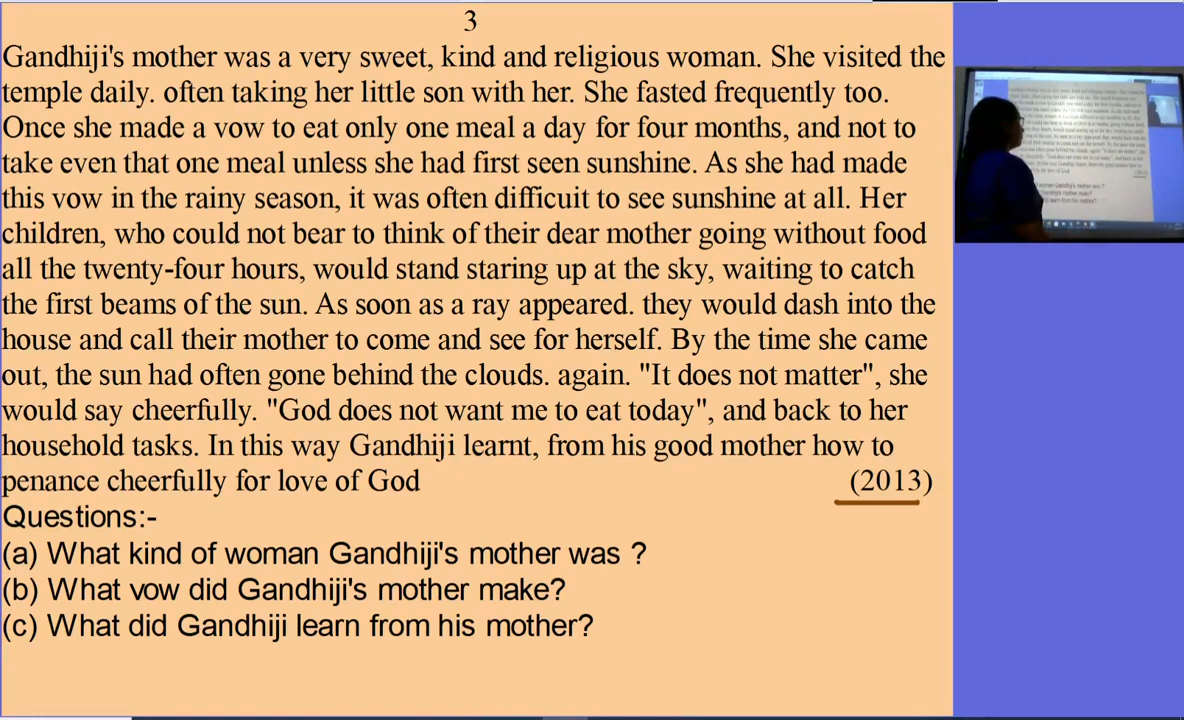 3
Gandhiji's mother was a very sweet, kind and religious woman. She visited the
temple daily. often taking her little son with her. She fasted frequently too.
Once she made a vow to eat only one meal a day for four months, and not to
take even that one meal unless she had first seen sunshine. As she had made
this vow in the rainy season, it was often difficuit to see sunshine at all. Her
children, who could not bear to think of their dear mother going without food
all the twenty-four hours, would stand staring up at the sky, waiting to catch
the first beams of the sun. As soon as a ray appeared. they would dash into the
house and call their mother to come and see for herself. By the time she came
out, the sun had often gone behind the clouds. again. "It does not matter", she
would say cheerfully. "God does not want me to eat today", and back to her
household tasks. In this way Gandhiji learnt, from his good mother how to
penance cheerfully for love of God (2013)
Questions:-
(a) What kind of woman Gandhiji's mother was ?
(b) What vow did Gandhiji's mother make?
(c) What did Gandhiji learn from his mother?